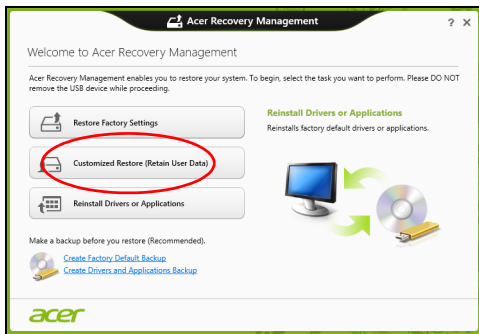 Acer Recovery Management
? ×
Welcome to Acer Recovery Management
Acer Recovery Management enables you to restore your system. To begin, select the task you want to perform. Please DO NOT
remove the USB device while proceeding.
Restore Factory Settings
Customized Restore (Retain User Data)
Reinstall Drivers or Applications
Reinstall Drivers or Applications
Reinstalls factory default drivers or applications.
Make a backup before you restore (Recommended).
Create Factory Default Backup
Create Drivers and Applications Backup
acer